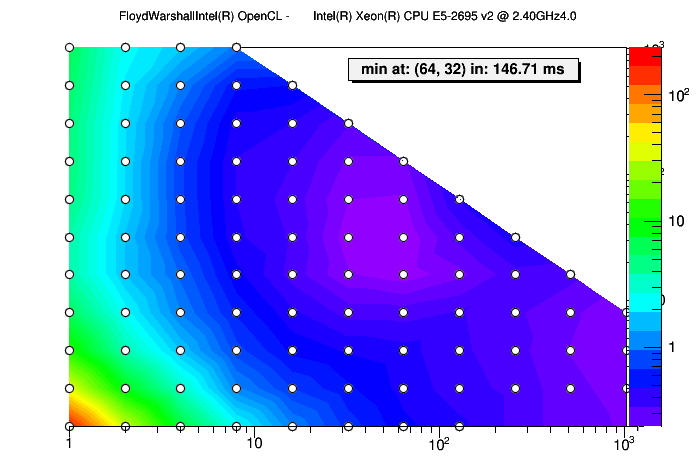 FloydWarshallIntel(R) OpenCL - Intel(R) Xeon(R) CPU E5-2695 v2 @ 2.40GHz4.0
min at: (64, 32) in: 146.71 ms
10³
10²
10
1
1 10 10² 10³